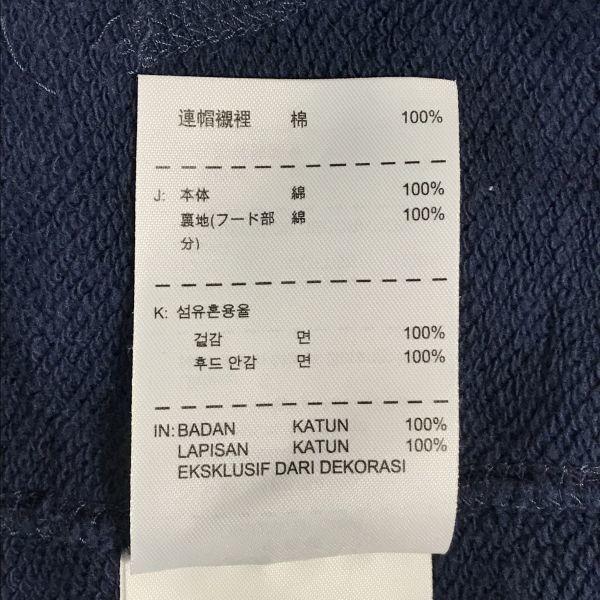 連帽襯裡 棉 100%
J: 本体 綿 100%
裏地(フード部 綿 100%
分)
K: 섬유혼용율
겉감 면 100%
후드 안감 면 100%
IN: BADAN KATUN 100%
LAPISAN KATUN 100%
EKSKLUSIF DARI DEKORASI